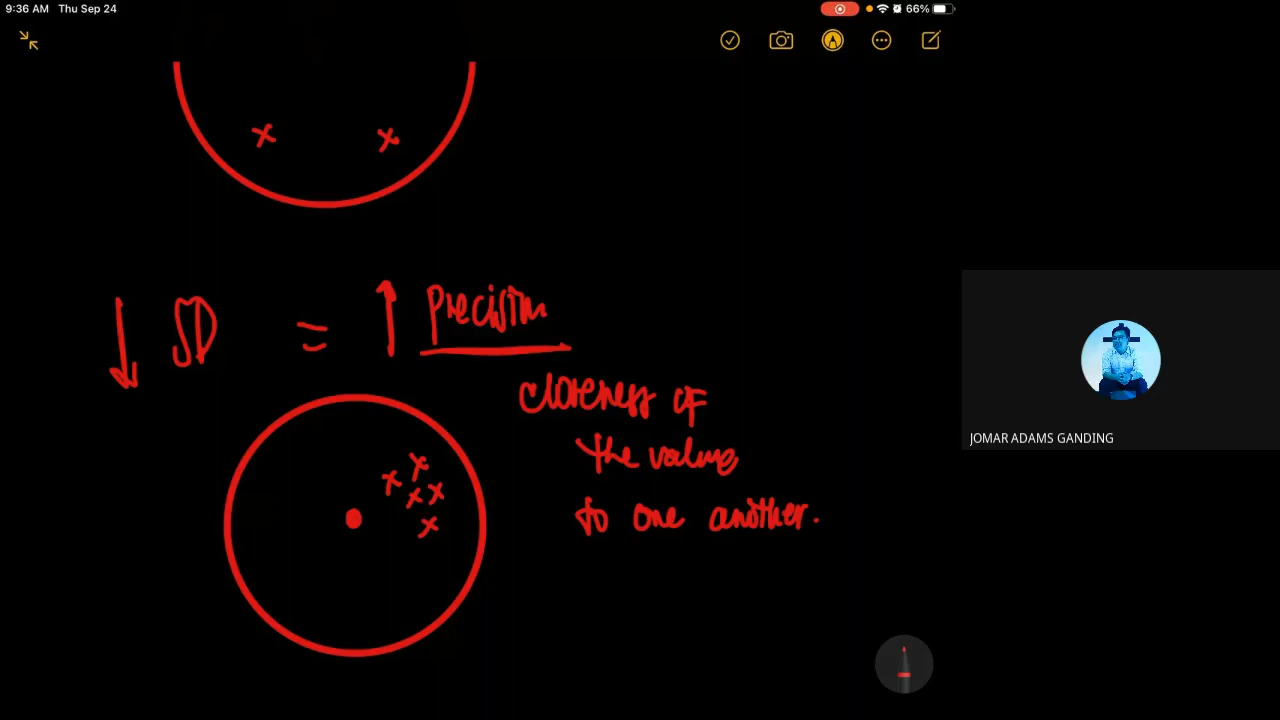 9:36 AM Thu Sep 24
66%
↓ SD = ↑ precision
closeness of
the value
to one another.
JOMAR ADAMS GANDING